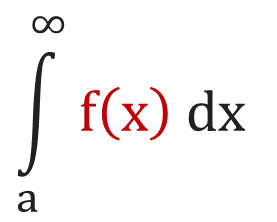 ∞
∫ f(x) dx
a